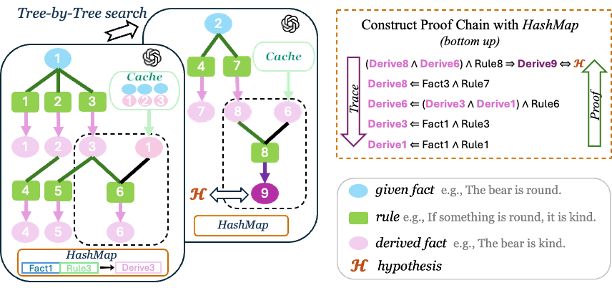 Tree-by-Tree search
1
Cache
1 2 3
1 2 3
1 2 3 1
4 5 6
4 5 6
HashMap
Fact1 Rule3 → Derive3
2
4 7
Cache
7 8 6
8
ℋ 9
HashMap
Construct Proof Chain with HashMap
(bottom up)
Trace
(Derive8 ∧ Derive6) ∧ Rule8 ⇒ Derive9 ⇔ ℋ
Derive8 ⇐ Fact3 ∧ Rule7
Derive6 ⇐ (Derive3 ∧ Derive1) ∧ Rule6
Derive3 ⇐ Fact1 ∧ Rule3
Derive1 ⇐ Fact1 ∧ Rule1
Proof
given fact e.g., The bear is round.
rule e.g., If something is round, it is kind.
derived fact e.g., The bear is kind.
ℋ hypothesis